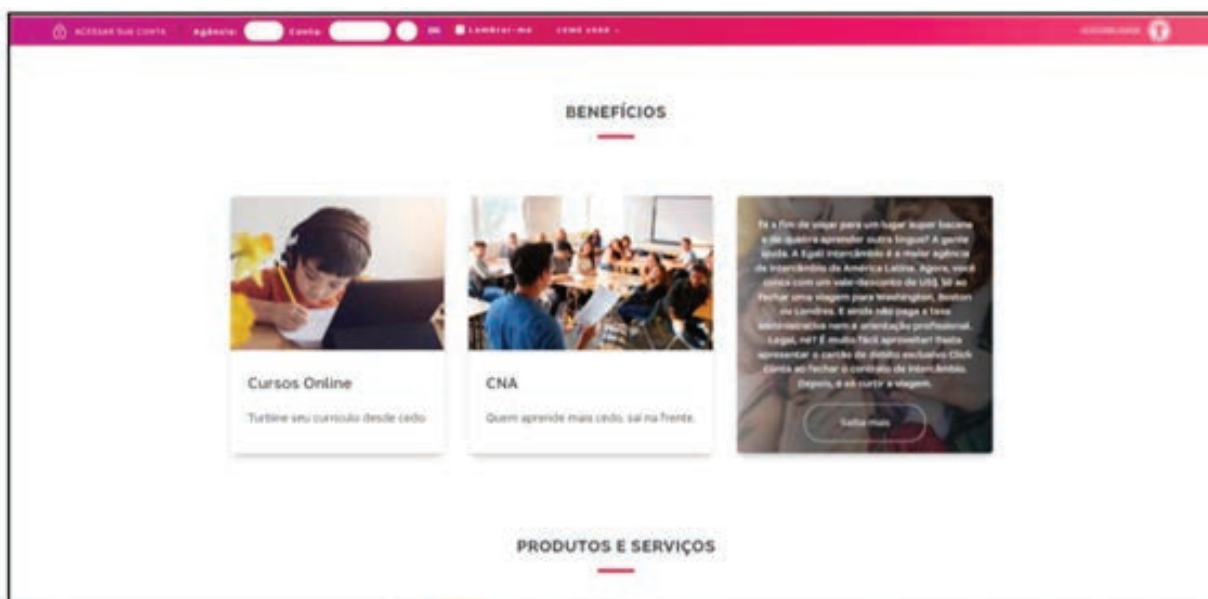 ACESSAR SUA CONTA Agência: Conta: OK Lembrar-me COMO USAR
ACESSIBILIDADE
BENEFÍCIOS
Cursos Online
Turbine seu currículo desde cedo
CNA
Quem aprende mais cedo, sai na frente.
Tá a fim de viajar para um lugar super bacana
e de quebra aprender outra língua? A gente
ajuda. A Egali Intercâmbio é a maior agência
de intercâmbio da América Latina. Agora, você
conta com um vale-desconto de US$ 50 ao
fechar uma viagem para Washington, Boston
ou Londres. E ainda não paga a taxa
administrativa nem a orientação profissional.
Legal, né? É muito fácil aproveitar! Basta
apresentar o cartão de débito exclusivo Click
Conta ao fechar o contrato de intercâmbio.
Depois, é só curtir a viagem.
Saiba mais
PRODUTOS E SERVIÇOS